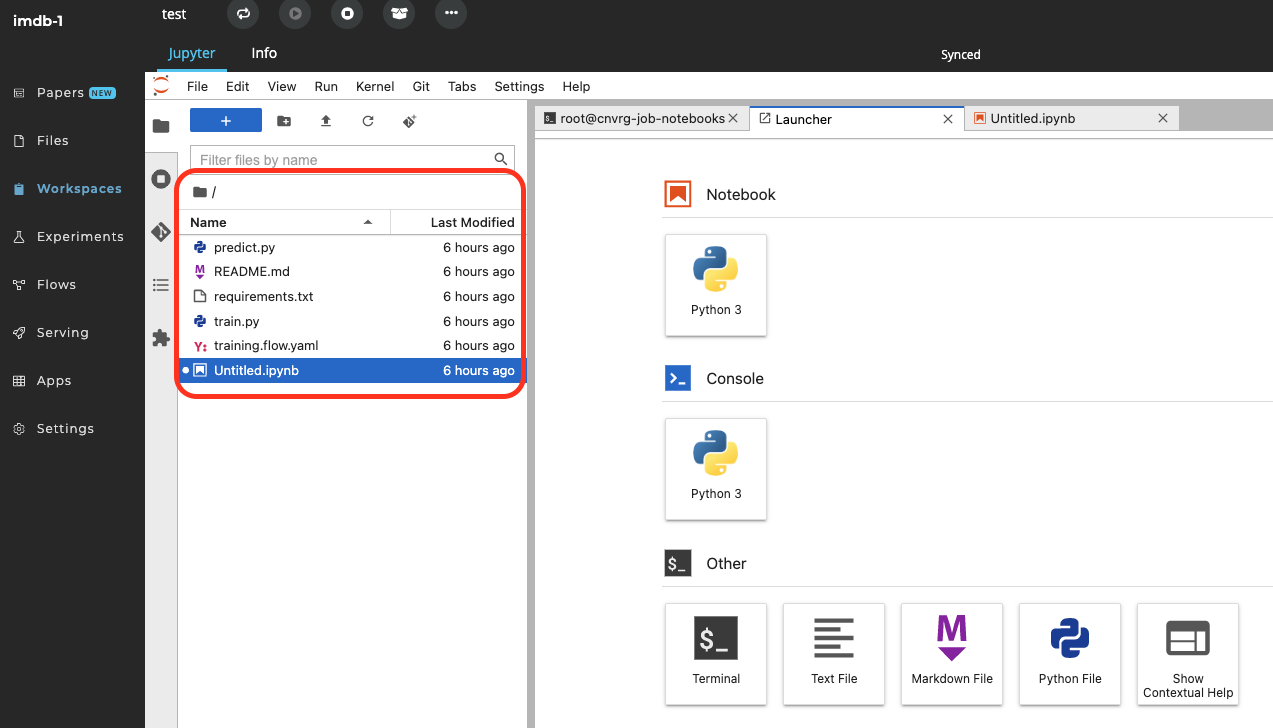 imdb-1
test
Jupyter Info
Synced
Papers NEW
Files
Workspaces
Experiments
Flows
Serving
Apps
Settings
File Edit View Run Kernel Git Tabs Settings Help
+
Filter files by name
/
Name Last Modified
predict.py 6 hours ago
M README.md 6 hours ago
requirements.txt 6 hours ago
train.py 6 hours ago
Y: training.flow.yaml 6 hours ago
Untitled.ipynb 6 hours ago
$_ root@cnvrg-job-notebooks
Launcher
Untitled.ipynb
Notebook
Python 3
>_ Console
Python 3
$_ Other
$_
Terminal
Text File
M
Markdown File
Python File
Show
Contextual Help